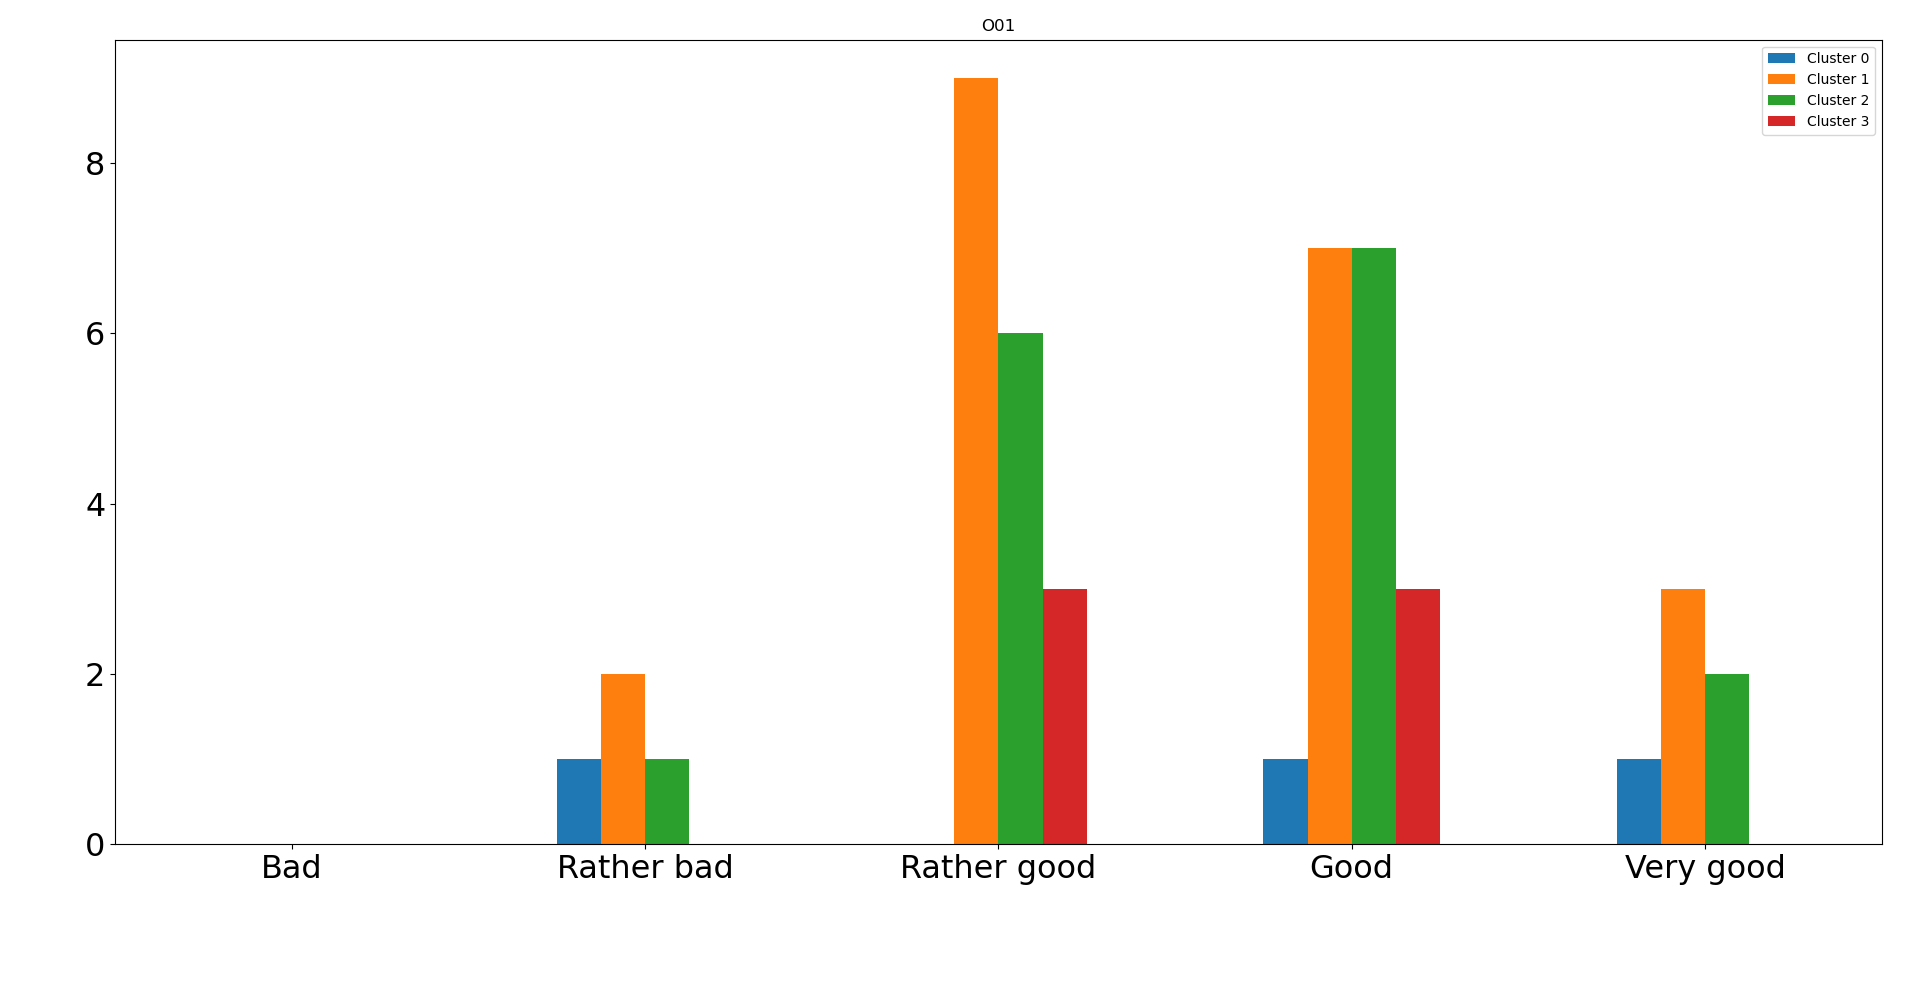 O01
Cluster 0
Cluster 1
Cluster 2
Cluster 3
8
6
4
2
0
Bad Rather bad Rather good Good Very good